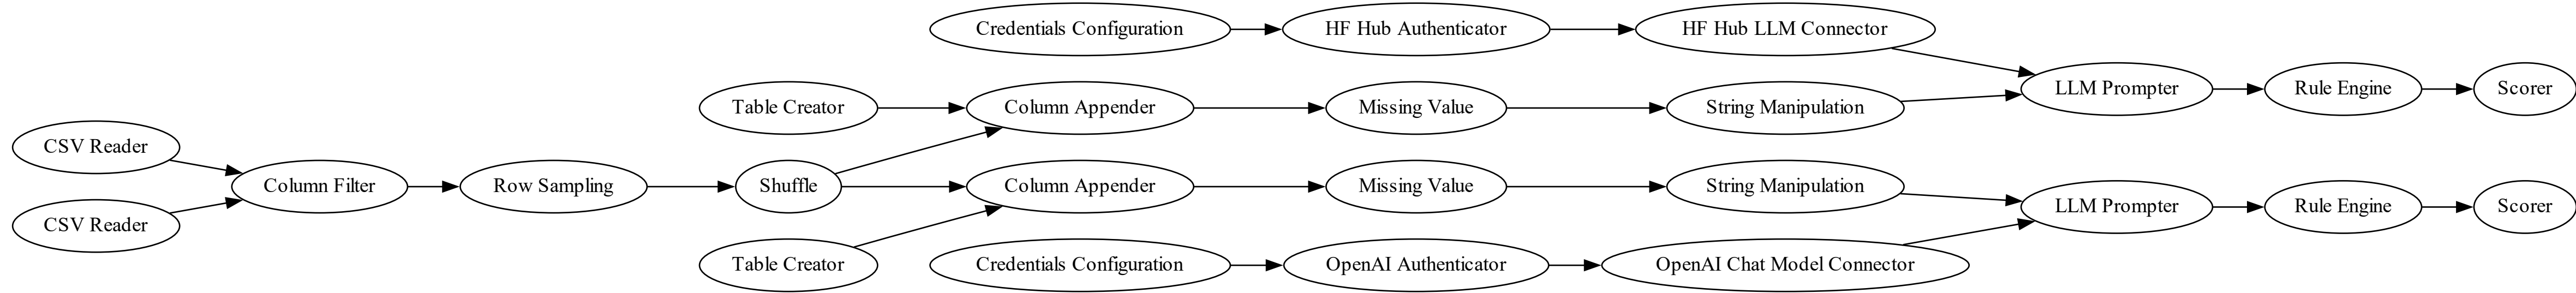 Credentials Configuration
HF Hub Authenticator
HF Hub LLM Connector
Table Creator
Column Appender
Missing Value
String Manipulation
LLM Prompter
Rule Engine
Scorer
CSV Reader
CSV Reader
Column Filter
Row Sampling
Shuffle
Column Appender
Missing Value
String Manipulation
LLM Prompter
Rule Engine
Scorer
Table Creator
Credentials Configuration
OpenAI Authenticator
OpenAI Chat Model Connector